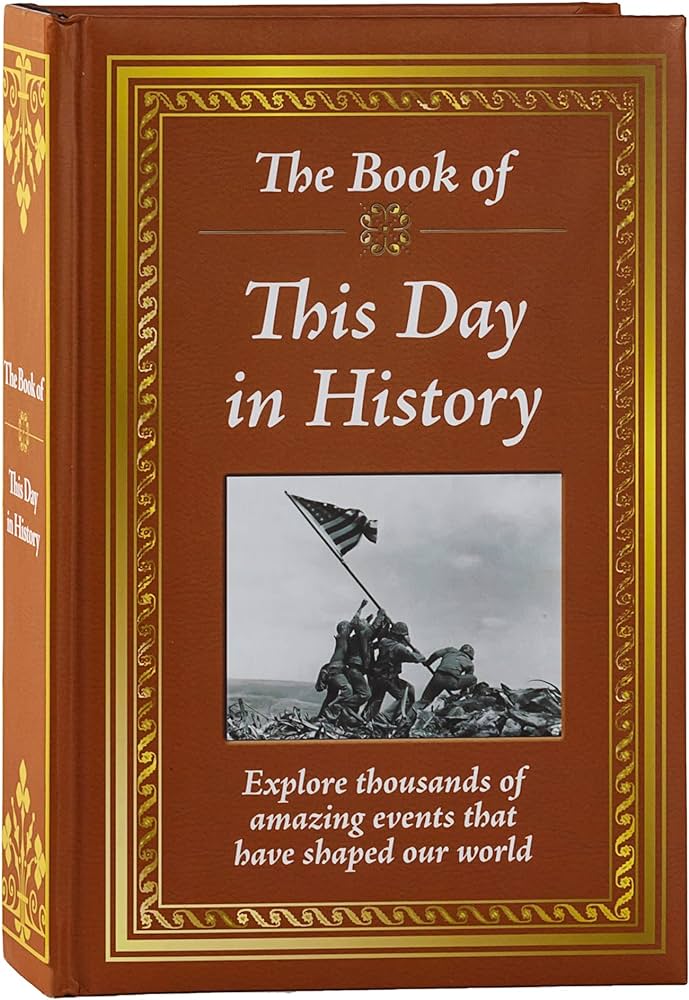 The Book of
This Day
in History
Explore thousands of
amazing events that
have shaped our world
The Book of
This Day
in History